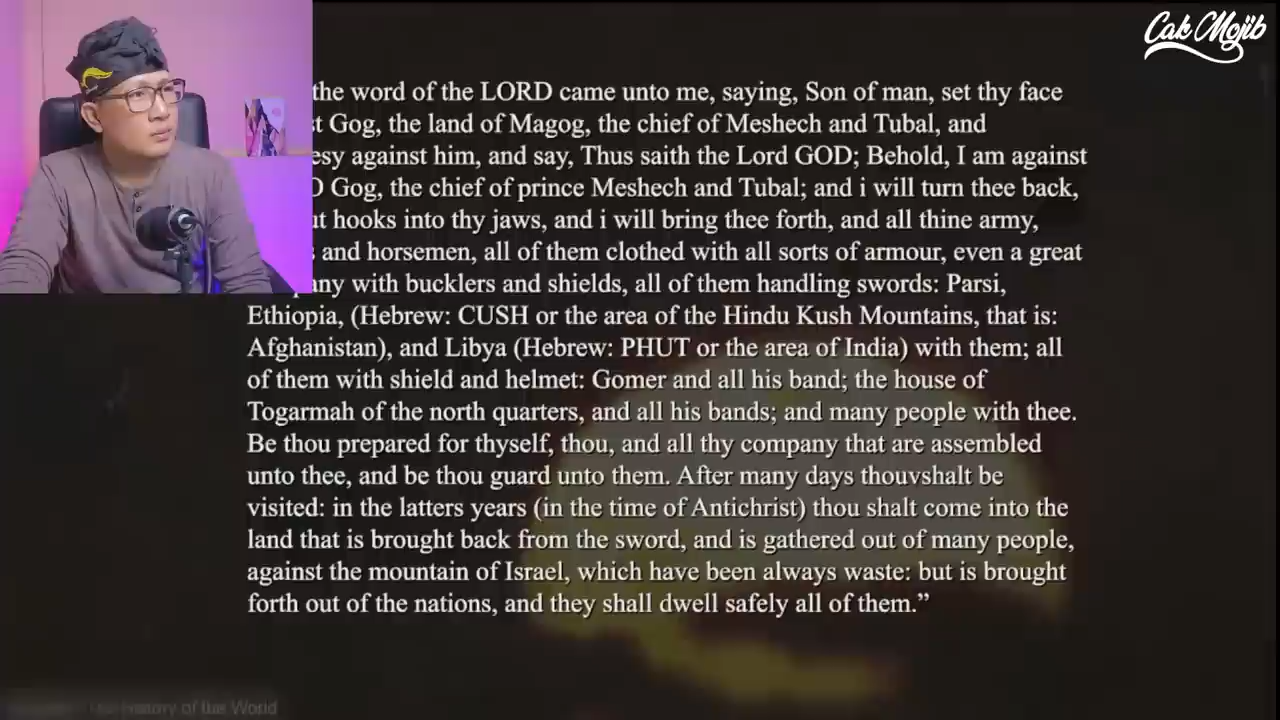 Cak Mojib
the word of the LORD came unto me, saying, Son of man, set thy face
st Gog, the land of Magog, the chief of Meshech and Tubal, and
esy against him, and say, Thus saith the Lord GOD; Behold, I am against
O Gog, the chief of prince Meshech and Tubal; and i will turn thee back,
ut hooks into thy jaws, and i will bring thee forth, and all thine army,
s and horsemen, all of them clothed with all sorts of armour, even a great
any with bucklers and shields, all of them handling swords: Parsi,
Ethiopia, (Hebrew: CUSH or the area of the Hindu Kush Mountains, that is:
Afghanistan), and Libya (Hebrew: PHUT or the area of India) with them; all
of them with shield and helmet: Gomer and all his band; the house of
Togarmah of the north quarters, and all his bands; and many people with thee.
Be thou prepared for thyself, thou, and all thy company that are assembled
unto thee, and be thou guard unto them. After many days thouvshalt be
visited: in the latters years (in the time of Antichrist) thou shalt come into the
land that is brought back from the sword, and is gathered out of many people,
against the mountain of Israel, which have been always waste: but is brought
forth out of the nations, and they shall dwell safely all of them.”
History of the World